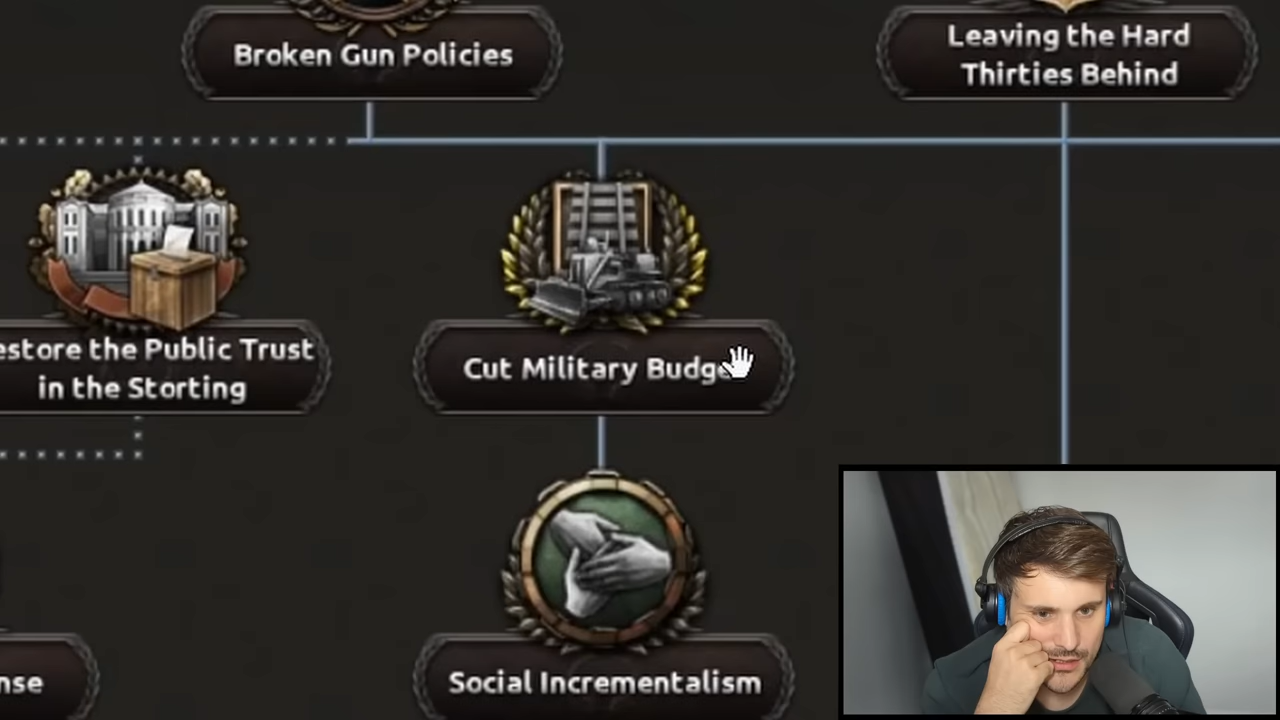 Broken Gun Policies
Leaving the Hard
Thirties Behind
estore the Public Trust
in the Storting
Cut Military Budge
nse
Social Incrementalism